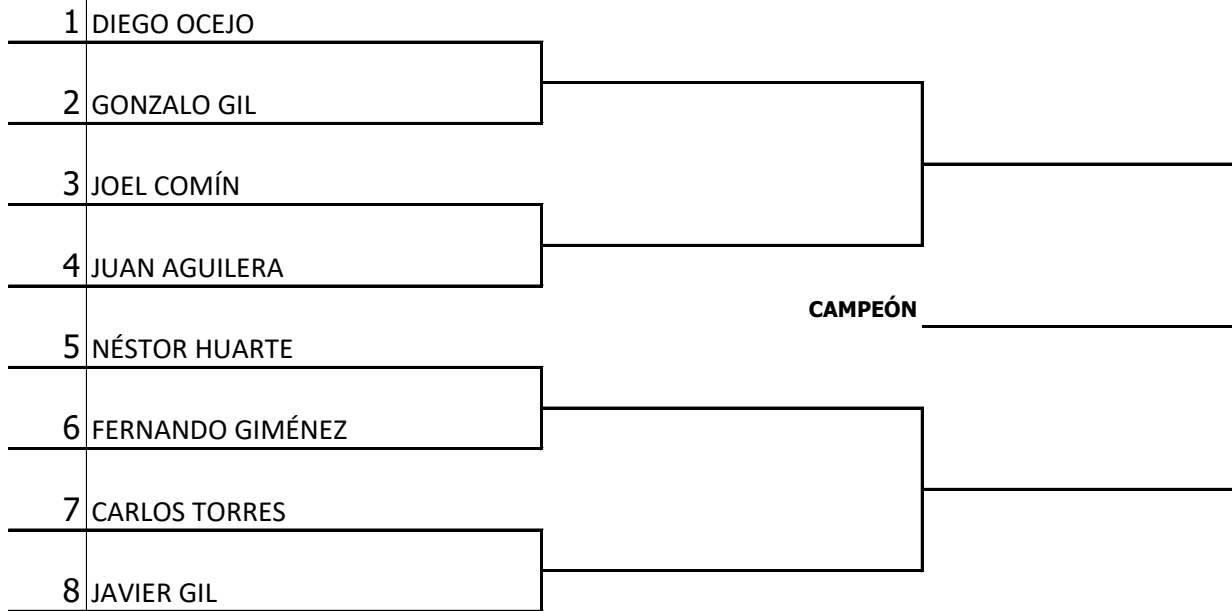 1 DIEGO OCEJO
2 GONZALO GIL
3 JOEL COMÍN
4 JUAN AGUILERA
CAMPEÓN
5 NÉSTOR HUARTE
6 FERNANDO GIMÉNEZ
7 CARLOS TORRES
8 JAVIER GIL